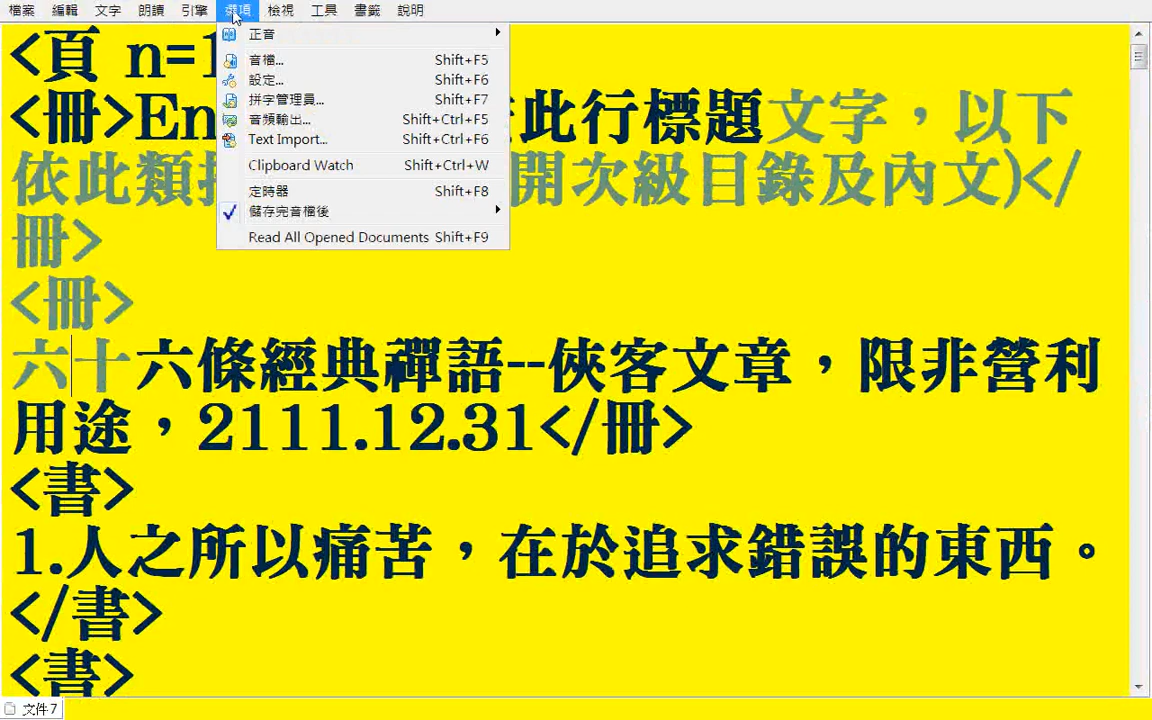 檔案 編輯 文字 朗讀 引擎 選項 檢視 工具 書籤 說明
正音
音檔... Shift+F5
設定... Shift+F6
拼字管理員... Shift+F7
音頻輸出... Shift+Ctrl+F5
Text Import... Shift+Ctrl+F6
Clipboard Watch Shift+Ctrl+W
定時器 Shift+F8
儲存完音檔後
Read All Opened Documents Shift+F9
<頁 n=1
<冊>En 此行標題文字，以下
依此類 開次級目錄及內文)</
冊>
<冊>
六十六條經典禪語--俠客文章，限非營利
用途，2111.12.31</冊>
<書>
1.人之所以痛苦，在於追求錯誤的東西。
</書>
<書>
文件7